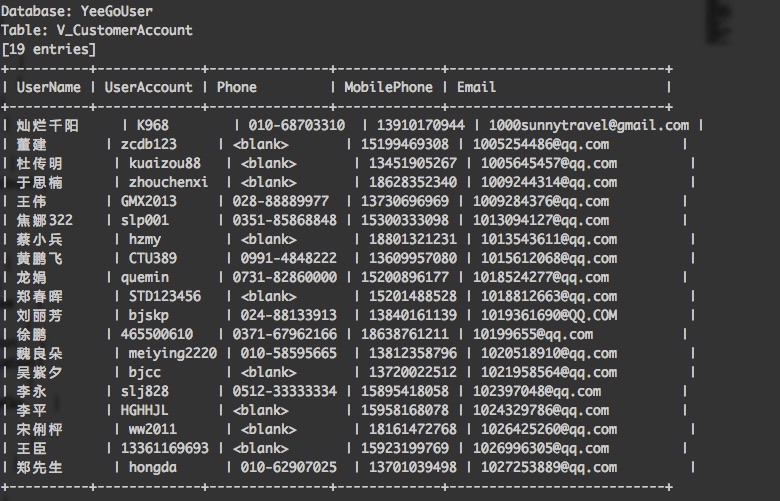 Database: YeeGoUser
Table: V_CustomerAccount
[19 entries]
+----------+-------------+---------------+-------------+----------------------------+
| UserName | UserAccount | Phone | MobilePhone | Email |
+----------+-------------+---------------+-------------+----------------------------+
| 灿烂千阳 | K968 | 010-68703310 | 13910170944 | 1000sunnytravel@gmail.com |
| 董建 | zcdb123 | <blank> | 15199469308 | 1005254486@qq.com |
| 杜传明 | kuaizou88 | <blank> | 13451905267 | 1005645457@qq.com |
| 于思楠 | zhouchenxi | <blank> | 18628352340 | 1009244314@qq.com |
| 王伟 | GMX2013 | 028-88889977 | 13730696969 | 1009284376@qq.com |
| 焦娜322 | slp001 | 0351-85868848 | 15300333098 | 1013094127@qq.com |
| 蔡小兵 | hzmy | <blank> | 18801321231 | 1013543611@qq.com |
| 黄鹏飞 | CTU389 | 0991-4848222 | 13609957080 | 1015612068@qq.com |
| 龙娟 | quemin | 0731-82860000 | 15200896177 | 1018524277@qq.com |
| 郑春晖 | STD123456 | <blank> | 15201488528 | 1018812663@qq.com |
| 刘丽芳 | bjskp | 024-88133913 | 13840161139 | 1019361690@QQ.COM |
| 徐鹏 | 465500610 | 0371-67962166 | 18638761211 | 10199655@qq.com |
| 魏良朵 | meiying2220 | 010-58595665 | 13812358796 | 1020518910@qq.com |
| 吴紫夕 | bjcc | <blank> | 13720022512 | 1021958564@qq.com |
| 李永 | slj828 | 0512-33333334 | 15895418058 | 102397048@qq.com |
| 李平 | HGHHJL | <blank> | 15958168078 | 1024329786@qq.com |
| 宋俐枰 | ww2011 | <blank> | 18161472768 | 1026425260@qq.com |
| 王臣 | 13361169693 | <blank> | 15923199769 | 1026996305@qq.com |
| 郑先生 | hongda | 010-62907025 | 13701039498 | 1027253889@qq.com |
+----------+-------------+---------------+-------------+----------------------------+